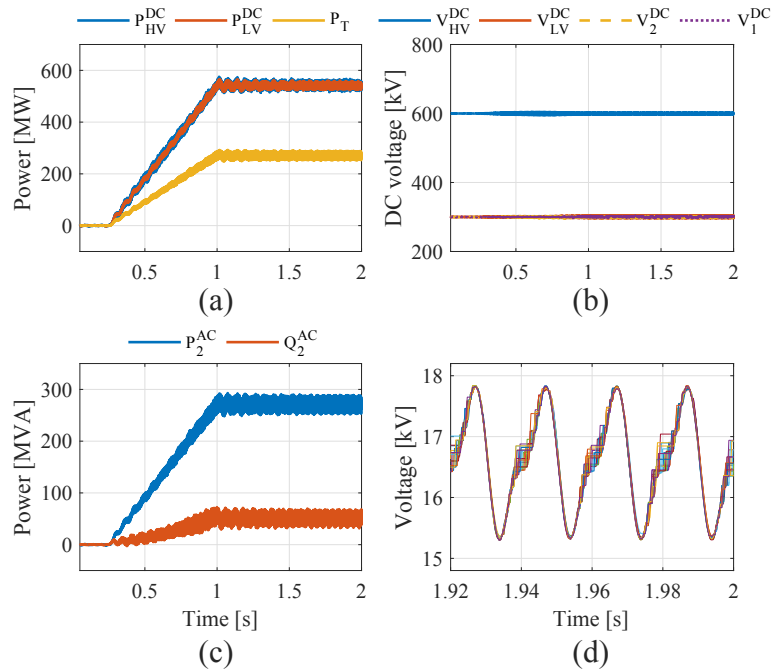 P_HV^DC P_LV^DC P_T
V_HV^DC V_LV^DC V_2^DC V_1^DC
Power [MW]
600
400
200
0
0.5 1 1.5 2
(a)
DC voltage [kV]
800
600
400
200
0.5 1 1.5 2
(b)
P_2^AC Q_2^AC
Power [MVA]
300
200
100
0
0.5 1 1.5 2
Time [s]
(c)
Voltage [kV]
18
17
16
15
1.92 1.94 1.96 1.98 2
Time [s]
(d)